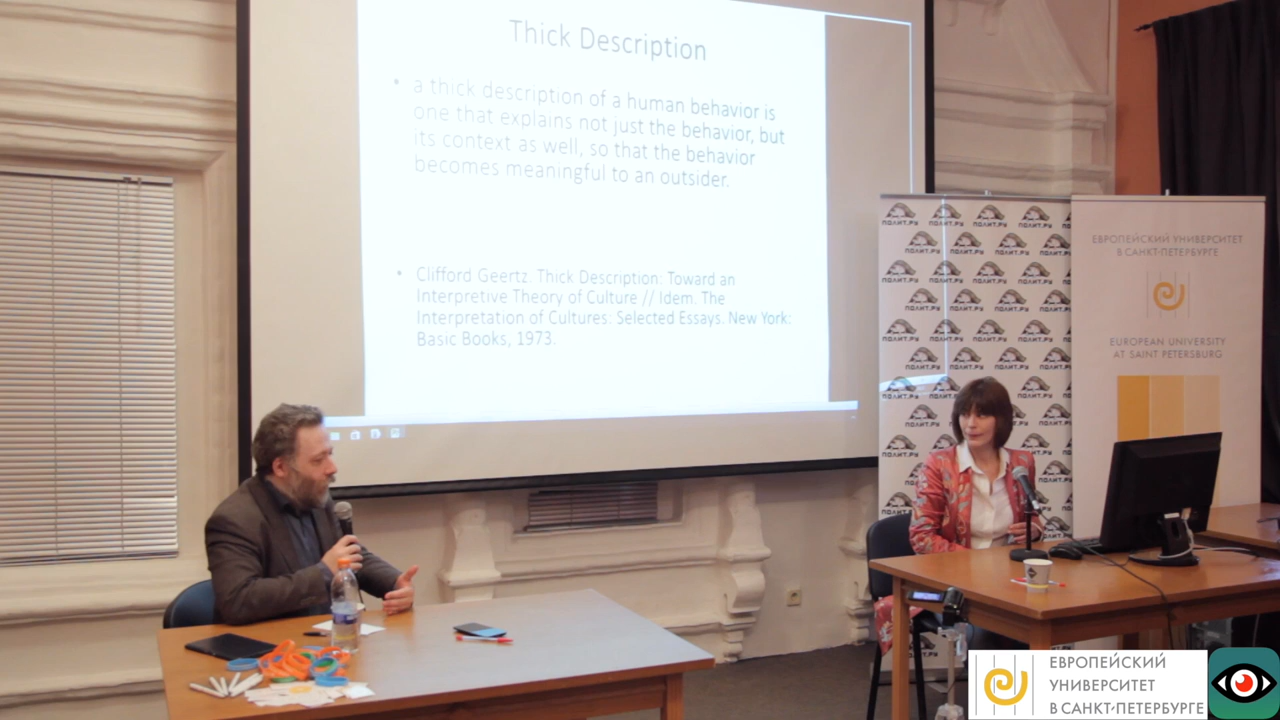 Thick Description
• a thick description of a human behavior is
one that explains not just the behavior, but
its context as well, so that the behavior
becomes meaningful to an outsider.
• Clifford Geertz. Thick Description: Toward an
Interpretive Theory of Culture // Idem. The
Interpretation of Cultures: Selected Essays. New York:
Basic Books, 1973.
ПОЛИТ.РУ
ЕВРОПЕЙСКИЙ УНИВЕРСИТЕТ
В САНКТ-ПЕТЕРБУРГЕ
EUROPEAN UNIVERSITY
AT SAINT PETERSBURG
ЕВРОПЕЙСКИЙ
УНИВЕРСИТЕТ
В САНКТ-ПЕТЕРБУРГЕ